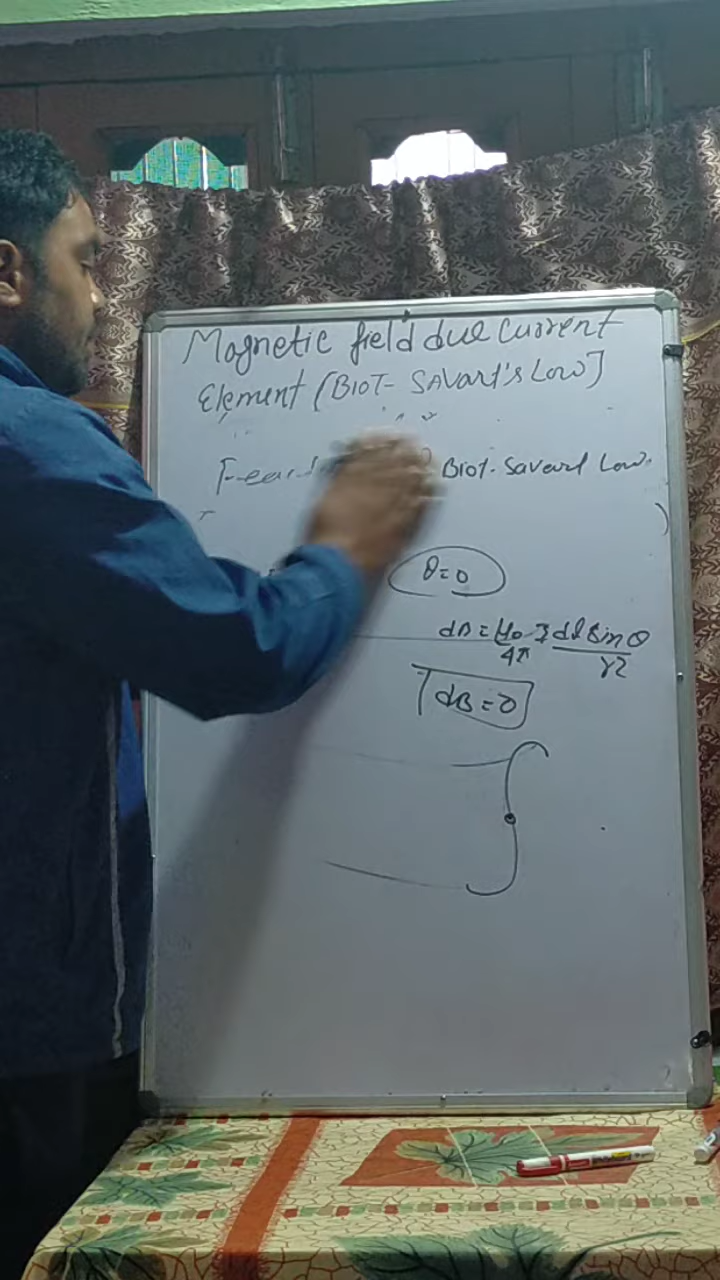 Magnetic field due current
Element (BIOT- SAVart's Low]
Biot-Savart Low.
θ=0
dB = μ0/4π I dl Sin θ/r2
dB = 0